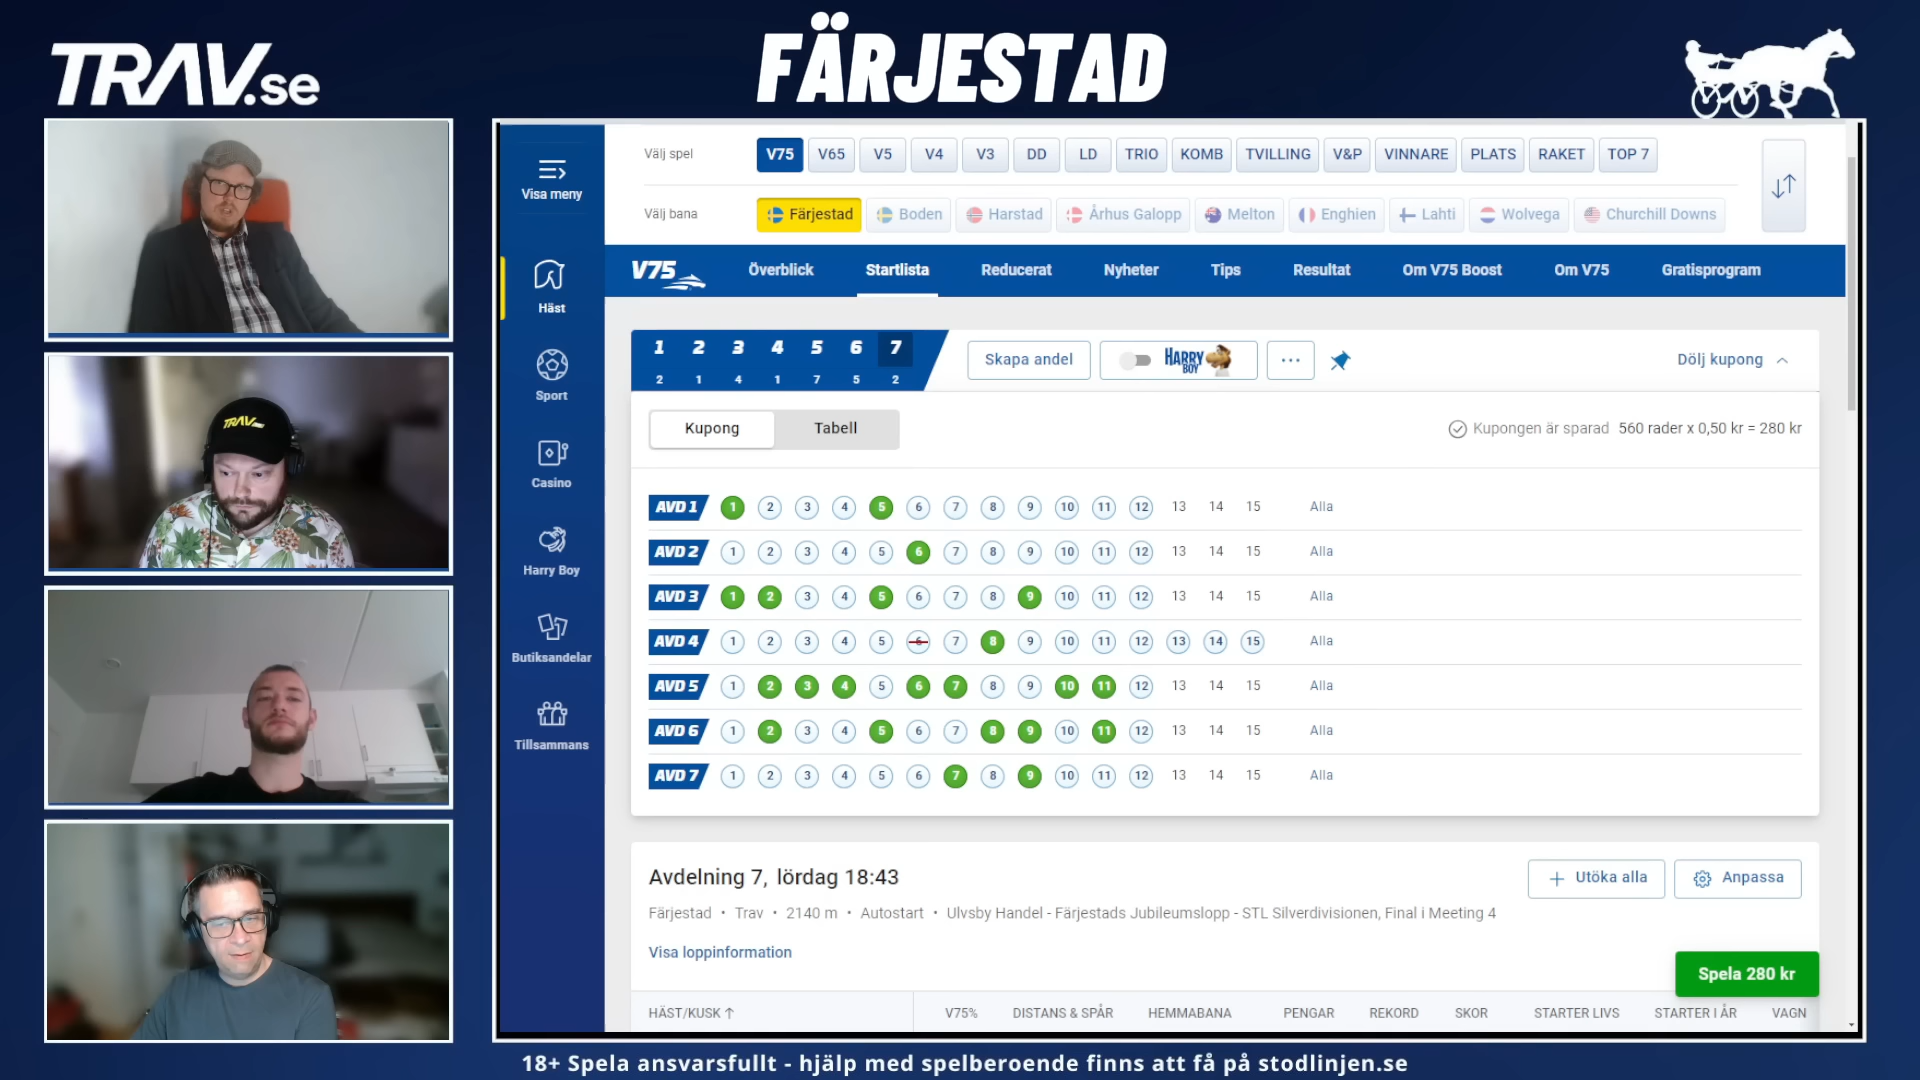 TRAV.se
FÄRJESTAD
TRAV.se
Visa meny
Häst
Sport
Casino
Harry Boy
Butiksandelar
Tillsammans
Välj spel V75 V65 V5 V4 V3 DD LD TRIO KOMB TVILLING V&P VINNARE PLATS RAKET TOP 7
Välj bana Färjestad Boden Harstad Århus Galopp Melton Enghien Lahti Wolvega Churchill Downs
V75 Överblick Startlista Reducerat Nyheter Tips Resultat Om V75 Boost Om V75 Gratisprogram
1 2 3 4 5 6 7
2 1 4 1 7 5 2
Skapa andel HARRY BOY ... Dölj kupong
Kupong Tabell Kupongen är sparad 560 rader x 0,50 kr = 280 kr
AVD 1 1 2 3 4 5 6 7 8 9 10 11 12 13 14 15 Alla
AVD 2 1 2 3 4 5 6 7 8 9 10 11 12 13 14 15 Alla
AVD 3 1 2 3 4 5 6 7 8 9 10 11 12 13 14 15 Alla
AVD 4 1 2 3 4 5 6 7 8 9 10 11 12 13 14 15 Alla
AVD 5 1 2 3 4 5 6 7 8 9 10 11 12 13 14 15 Alla
AVD 6 1 2 3 4 5 6 7 8 9 10 11 12 13 14 15 Alla
AVD 7 1 2 3 4 5 6 7 8 9 10 11 12 13 14 15 Alla
Avdelning 7, lördag 18:43 + Utöka alla Anpassa
Färjestad • Trav • 2140 m • Autostart • Ulvsby Handel - Färjestads Jubileumslopp - STL Silverdivisionen, Final i Meeting 4
Visa loppinformation
Spela 280 kr
HÄST/KUSK ↑ V75% DISTANS & SPÅR HEMMABANA PENGAR REKORD SKOR STARTER LIVS STARTER I ÅR VAGN
18+ Spela ansvarsfullt - hjälp med spelberoende finns att få på stodlinjen.se